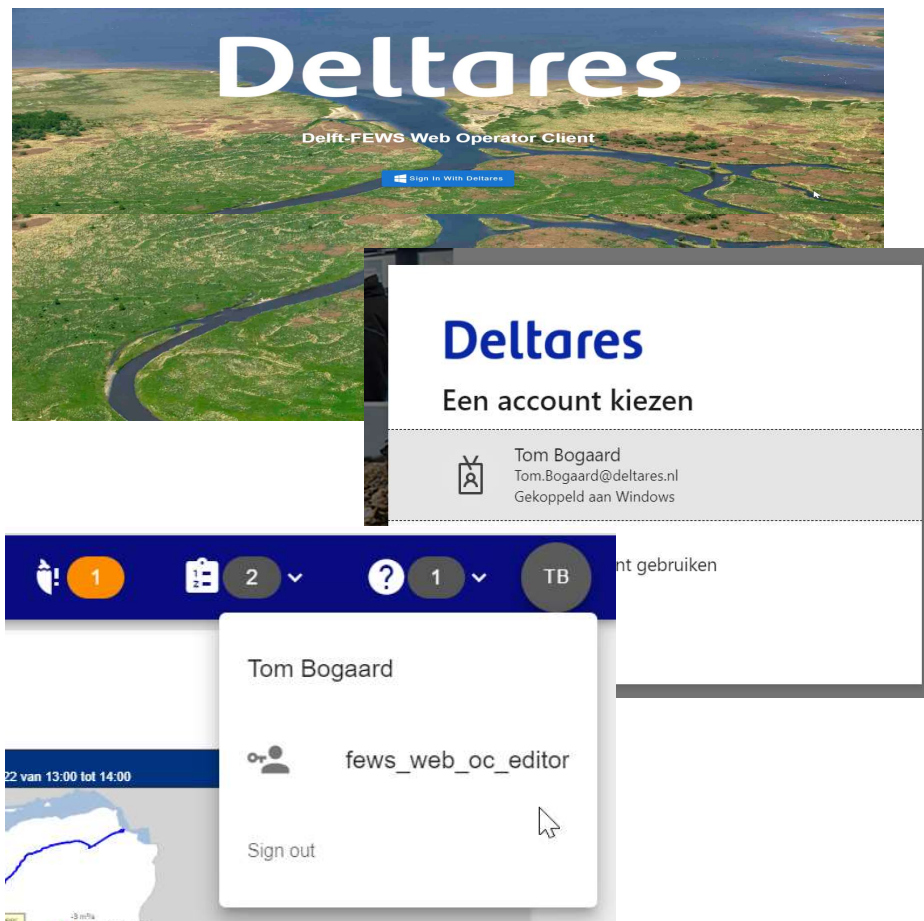 Deltares
Delft-FEWS Web Operator Client
Sign In With Deltares
Deltares
Een account kiezen
Tom Bogaard
Tom.Bogaard@deltares.nl
Gekoppeld aan Windows
nt gebruiken
1
2
1
TB
Tom Bogaard
fews_web_oc_editor
Sign out
22 van 13:00 tot 14:00
-3 m³/s